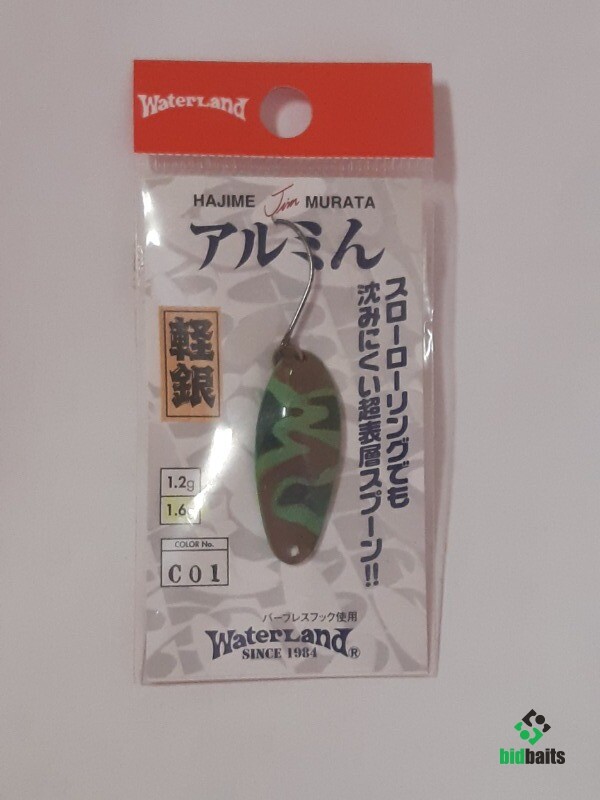 WaterLand
HAJIME Jim MURATA
アルミん
スローローリングでも
沈みにくい超表層スプーン!!
軽銀
1.2g
1.6g
COLOR No.
C01
バーブレスフック使用
WaterLand
SINCE 1984 ®
bidbaits